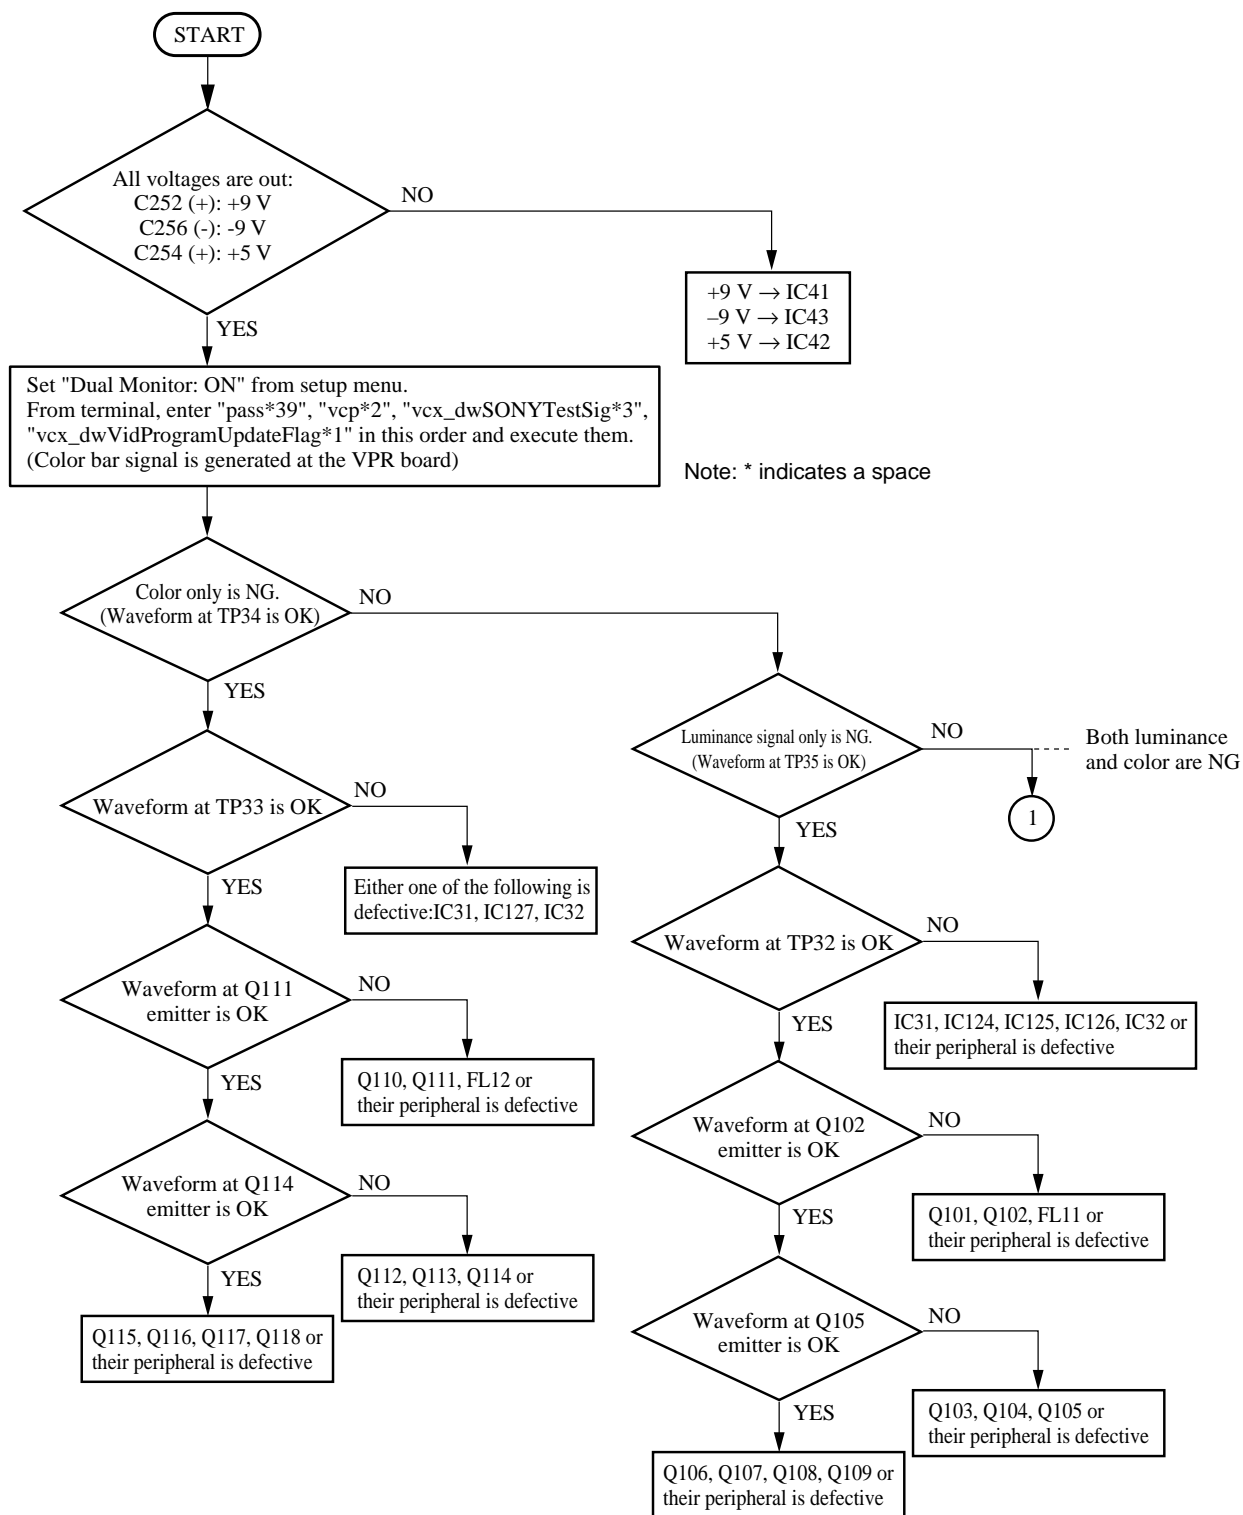 START
All voltages are out:
C252 (+): +9 V
C256 (-): -9 V
C254 (+): +5 V
NO
YES
+9 V → IC41
–9 V → IC43
+5 V → IC42
Set "Dual Monitor: ON" from setup menu.
From terminal, enter "pass*39", "vcp*2", "vcx_dwSONYTestSig*3",
"vcx_dwVidProgramUpdateFlag*1" in this order and execute them.
(Color bar signal is generated at the VPR board)
Note: * indicates a space
Color only is NG.
(Waveform at TP34 is OK)
NO
YES
Luminance signal only is NG.
(Waveform at TP35 is OK)
NO
Both luminance
and color are NG
1
YES
Waveform at TP33 is OK
NO
YES
Either one of the following is
defective:IC31, IC127, IC32
Waveform at TP32 is OK
NO
YES
IC31, IC124, IC125, IC126, IC32 or
their peripheral is defective
Waveform at Q111
emitter is OK
NO
YES
Q110, Q111, FL12 or
their peripheral is defective
Waveform at Q102
emitter is OK
NO
YES
Q101, Q102, FL11 or
their peripheral is defective
Waveform at Q114
emitter is OK
NO
YES
Q112, Q113, Q114 or
their peripheral is defective
Q115, Q116, Q117, Q118 or
their peripheral is defective
Waveform at Q105
emitter is OK
NO
YES
Q103, Q104, Q105 or
their peripheral is defective
Q106, Q107, Q108, Q109 or
their peripheral is defective